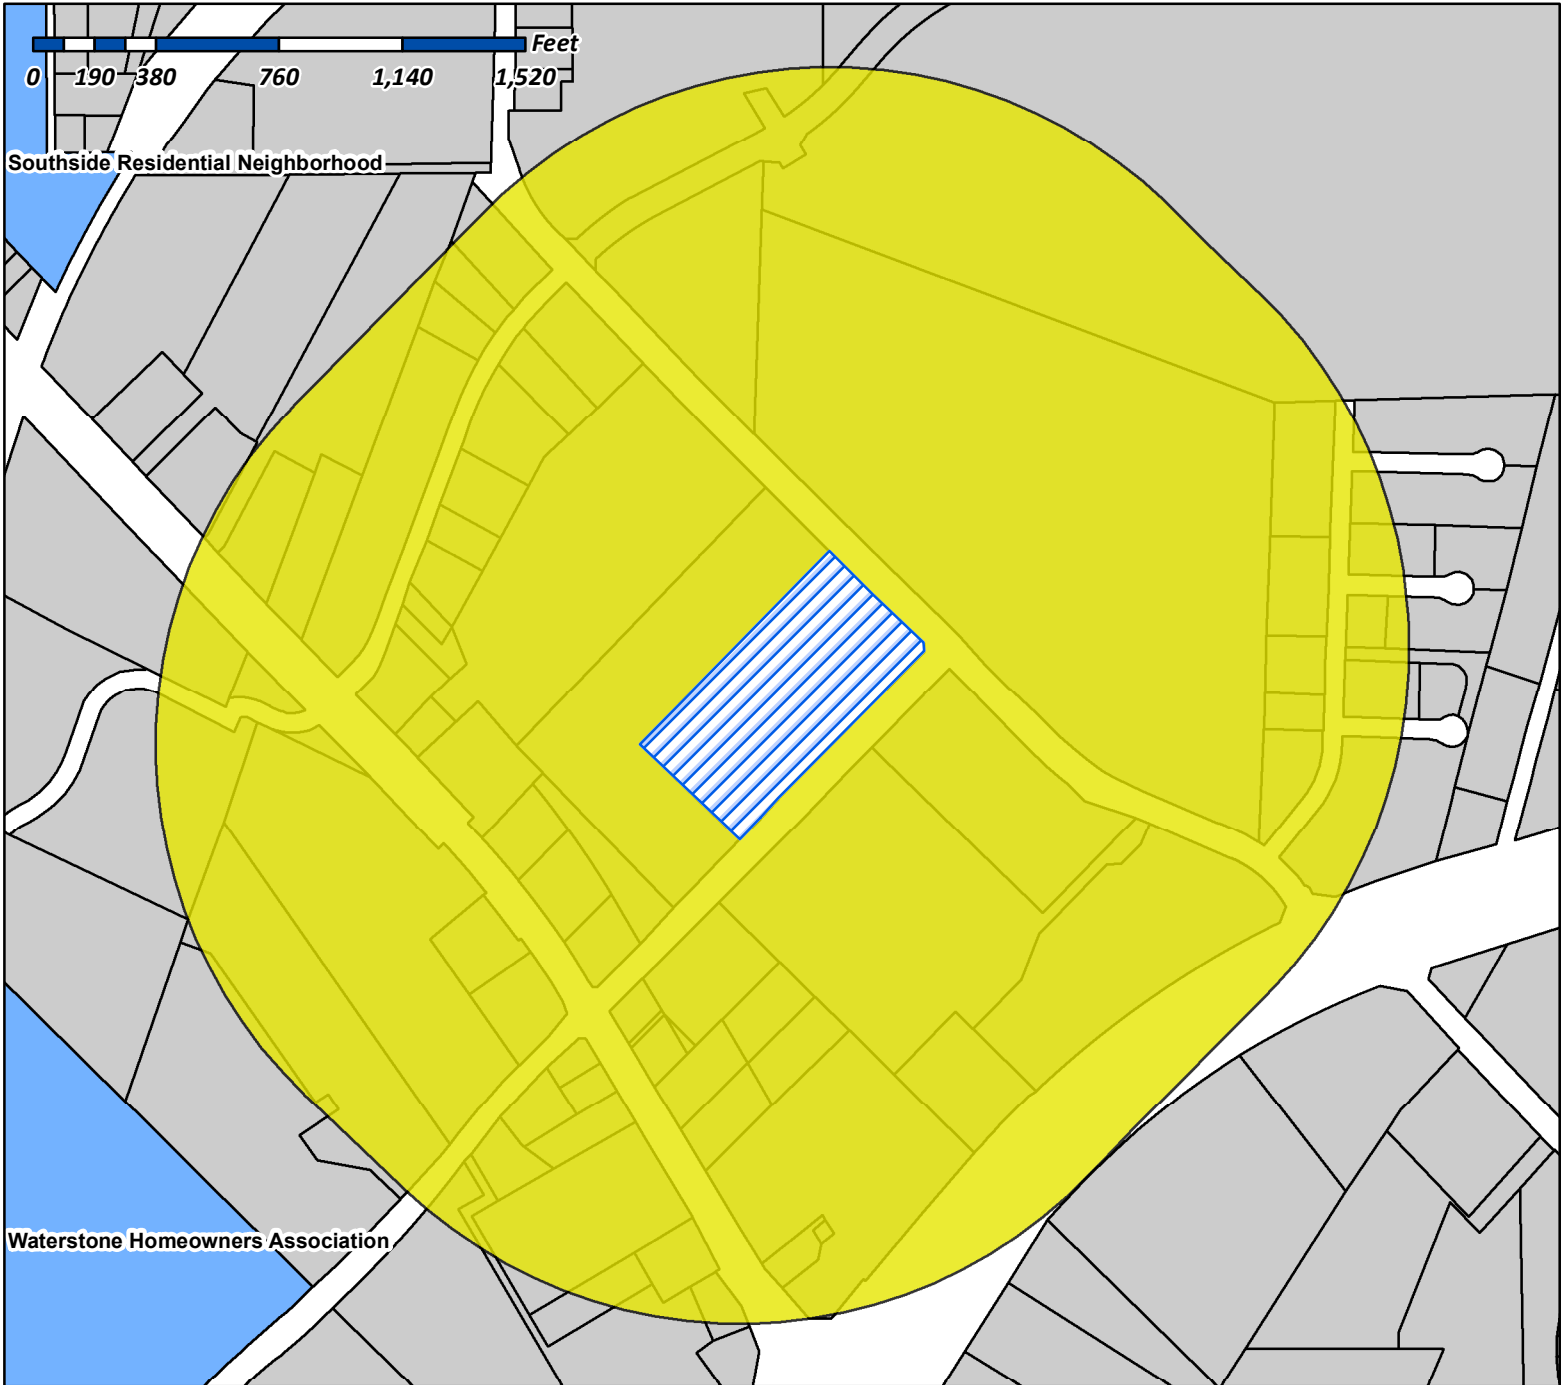 Feet
0 190 380 760 1,140 1,520
Southside Residential Neighborhood
Waterstone Homeowners Association